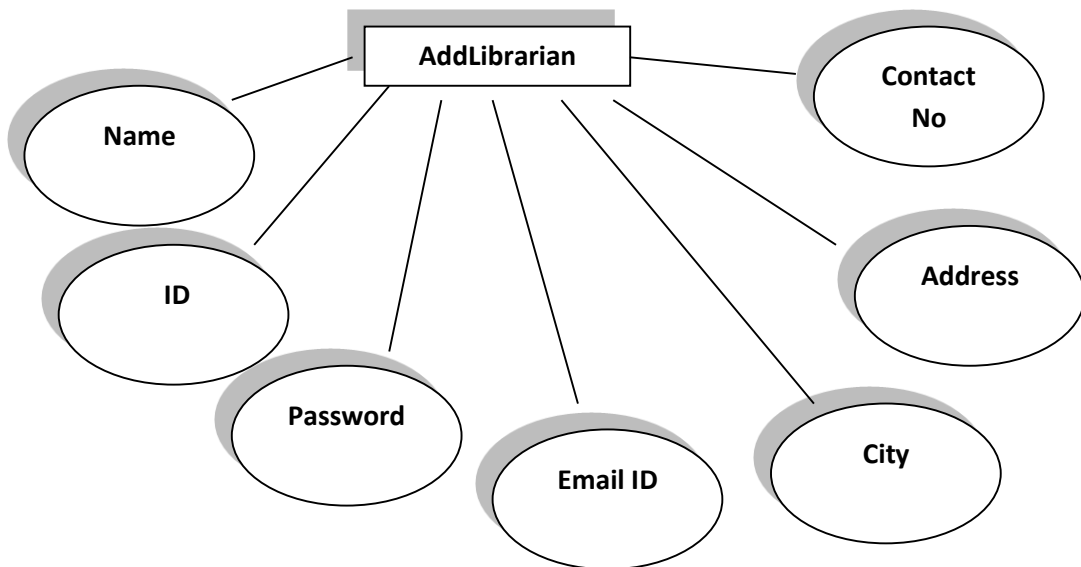 AddLibrarian
Contact
No
Name
Address
ID
Password
City
Email ID